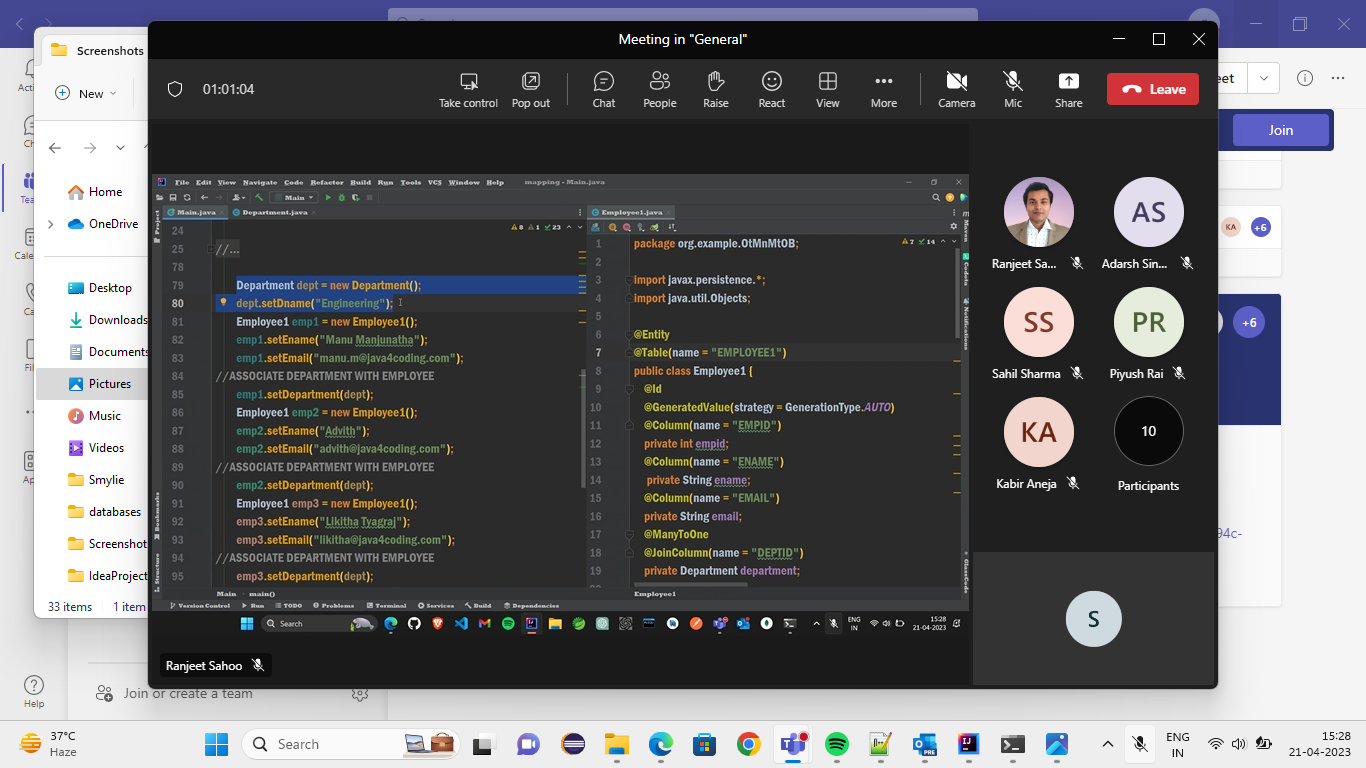 Meeting in "General"
Screenshots
New
01:01:04
Take control
Pop out
Chat
People
Raise
React
View
More
Camera
Mic
Share
Leave
eet
Join
Home
OneDrive
Desktop
Downloads
Documents
Pictures
Music
Videos
Smylie
databases
Screenshot
IdeaProject
33 items
1 item
Help
Join or create a team
File Edit View Navigate Code Refactor Build Run Tools VCS Window Help
mapping - Main.java
Main
Main.java
Department.java
Employee1.java
Project
Bookmarks
Structure
8 1 23
24
25 //...
78
79 Department dept = new Department();
80 dept.setDname("Engineering");
81 Employee1 emp1 = new Employee1();
82 emp1.setEname("Manu Manjunatha");
83 emp1.setEmail("manu.m@java4coding.com");
84 //ASSOCIATE DEPARTMENT WITH EMPLOYEE
85 emp1.setDepartment(dept);
86 Employee1 emp2 = new Employee1();
87 emp2.setEname("Advith");
88 emp2.setEmail("advith@java4coding.com");
89 //ASSOCIATE DEPARTMENT WITH EMPLOYEE
90 emp2.setDepartment(dept);
91 Employee1 emp3 = new Employee1();
92 emp3.setEname("Likitha Tyagraj");
93 emp3.setEmail("likitha@java4coding.com");
94 //ASSOCIATE DEPARTMENT WITH EMPLOYEE
95 emp3.setDepartment(dept);
Main main()
7 14
1 package org.example.OtMnMtOB;
2
3 import javax.persistence.*;
4 import java.util.Objects;
5
6 @Entity
7 @Table(name = "EMPLOYEE1")
8 public class Employee1 {
9 @Id
10 @GeneratedValue(strategy = GenerationType.AUTO)
11 @Column(name = "EMPID")
12 private int empid;
13 @Column(name = "ENAME")
14 private String ename;
15 @Column(name = "EMAIL")
16 private String email;
17 @ManyToOne
18 @JoinColumn(name = "DEPTID")
19 private Department department;
Employee1
Maven
Codota
Notifications
Version Control Run TODO Problems Terminal Services Build Dependencies
Search
ENG
IN
15:28
21-04-2023
Ranjeet Sahoo
Ranjeet Sa...
AS
Adarsh Sin...
SS
Sahil Sharma
PR
Piyush Rai
KA
Kabir Aneja
10
Participants
S
KA
+6
+6
94c-
37°C
Haze
Search
ENG
IN
15:28
21-04-2023